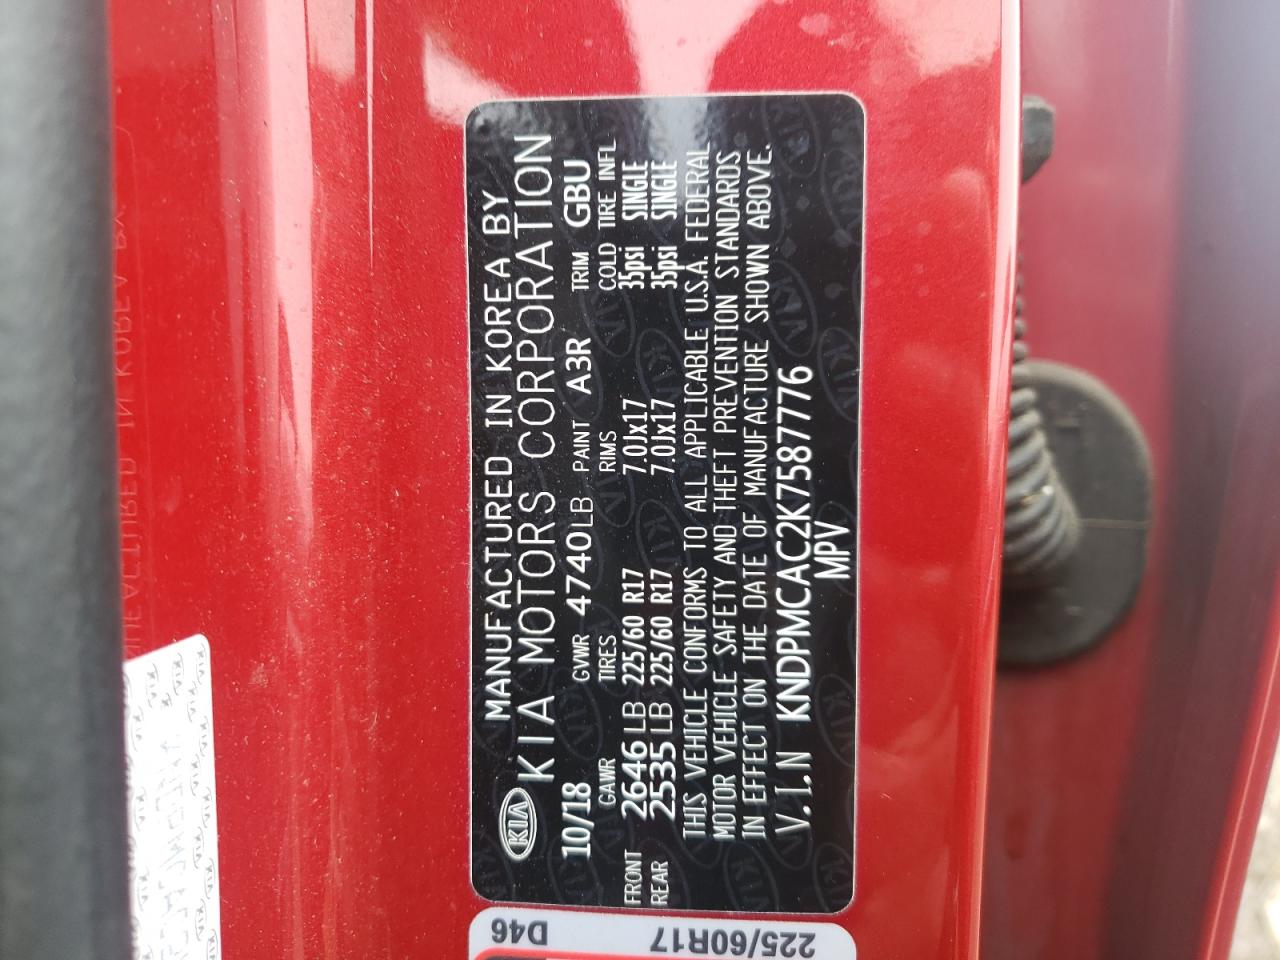 KIA
MANUFACTURED IN KOREA BY
KIA MOTORS CORPORATION
10/18 GVWR 4740LB PAINT A3R TRIM GBU
GAWR TIRES RIMS COLD TIRE INFL
FRONT 2646LB 225/60 R17 7.0Jx17 35psi SINGLE
REAR 2535LB 225/60 R17 7.0Jx17 35psi SINGLE
THIS VEHICLE CONFORMS TO ALL APPLICABLE U.S.A. FEDERAL
MOTOR VEHICLE SAFETY AND THEFT PREVENTION STANDARDS
IN EFFECT ON THE DATE OF MANUFACTURE SHOWN ABOVE.
V.I.N KNDPMCAC2K7587776
MPV
D46
225/60R17